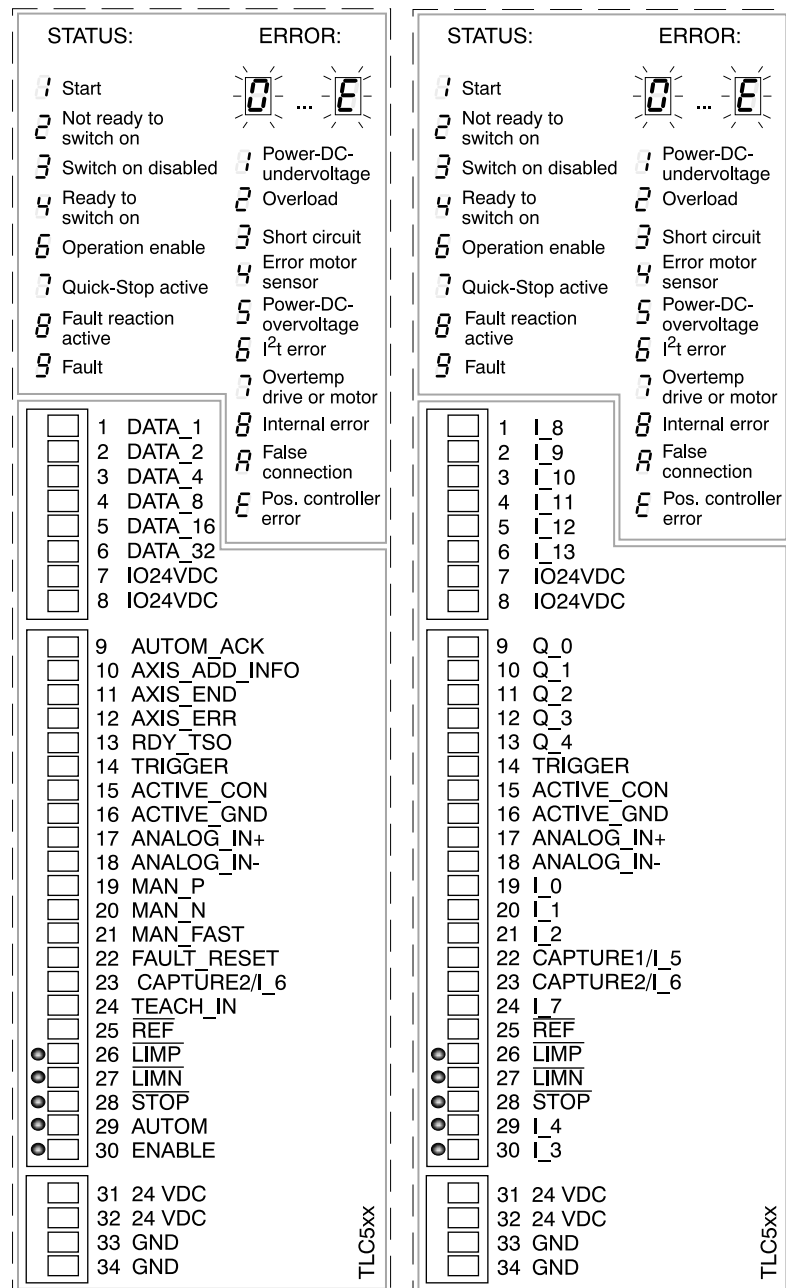 STATUS:
1 Start
2 Not ready to
switch on
3 Switch on disabled
4 Ready to
switch on
6 Operation enable
7 Quick-Stop active
8 Fault reaction
active
9 Fault
ERROR:
0 ... E
1 Power-DC-
undervoltage
2 Overload
3 Short circuit
4 Error motor
sensor
5 Power-DC-
overvoltage
6 I²t error
7 Overtemp
drive or motor
8 Internal error
A False
connection
E Pos. controller
error
1 DATA_1
2 DATA_2
3 DATA_4
4 DATA_8
5 DATA_16
6 DATA_32
7 IO24VDC
8 IO24VDC
9 AUTOM_ACK
10 AXIS_ADD_INFO
11 AXIS_END
12 AXIS_ERR
13 RDY_TSO
14 TRIGGER
15 ACTIVE_CON
16 ACTIVE_GND
17 ANALOG_IN+
18 ANALOG_IN-
19 MAN_P
20 MAN_N
21 MAN_FAST
22 FAULT_RESET
23 CAPTURE2/I_6
24 TEACH_IN
25 REF
26 LIMP
27 LIMN
28 STOP
29 AUTOM
30 ENABLE
31 24 VDC
32 24 VDC
33 GND
34 GND
TLC5xx
STATUS:
1 Start
2 Not ready to
switch on
3 Switch on disabled
4 Ready to
switch on
6 Operation enable
7 Quick-Stop active
8 Fault reaction
active
9 Fault
ERROR:
0 ... E
1 Power-DC-
undervoltage
2 Overload
3 Short circuit
4 Error motor
sensor
5 Power-DC-
overvoltage
6 I²t error
7 Overtemp
drive or motor
8 Internal error
A False
connection
E Pos. controller
error
1 I_8
2 I_9
3 I_10
4 I_11
5 I_12
6 I_13
7 IO24VDC
8 IO24VDC
9 Q_0
10 Q_1
11 Q_2
12 Q_3
13 Q_4
14 TRIGGER
15 ACTIVE_CON
16 ACTIVE_GND
17 ANALOG_IN+
18 ANALOG_IN-
19 I_0
20 I_1
21 I_2
22 CAPTURE1/I_5
23 CAPTURE2/I_6
24 I_7
25 REF
26 LIMP
27 LIMN
28 STOP
29 I_4
30 I_3
31 24 VDC
32 24 VDC
33 GND
34 GND
TLC5xx